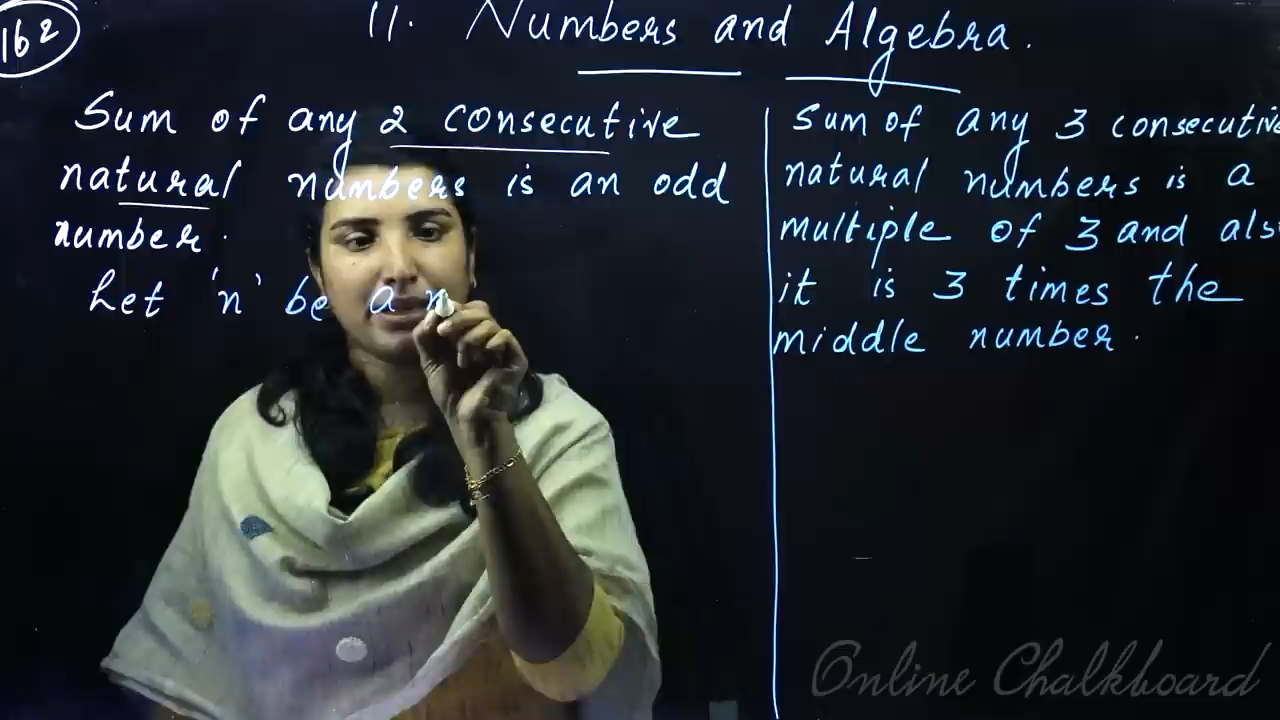 162
11. Numbers and Algebra.
Sum of any 2 consecutive
natural numbers is an odd
number.
Let 'n' be a n
Sum of any 3 consecutive
natural numbers is a
multiple of 3 and als
it is 3 times the
middle number.
Online Chalkboard